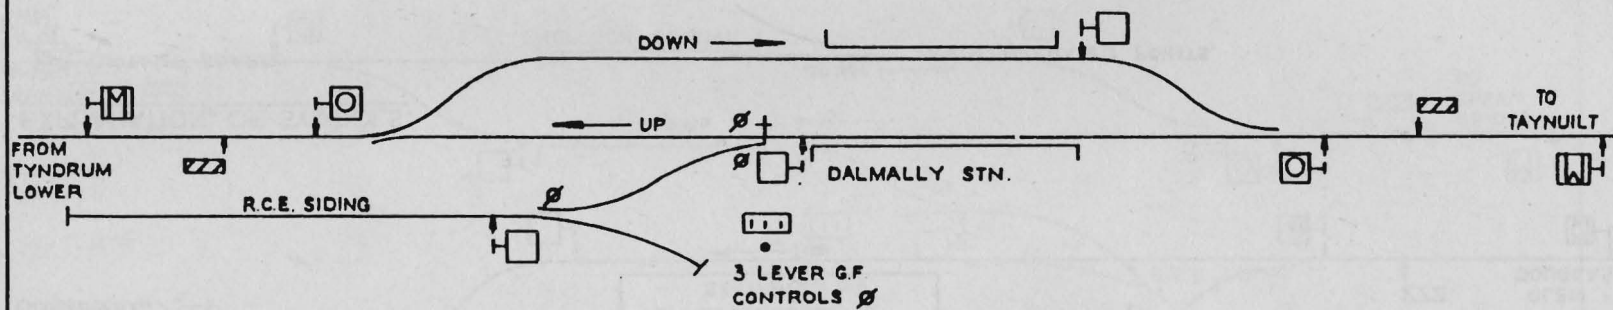 DOWN
UP
TO
TAYNUILT
FROM
TYNDRUM
LOWER
DALMALLY STN.
R.C.E. SIDING
3 LEVER G.F.
CONTROLS Ø
Ø
Ø
Ø
M
M